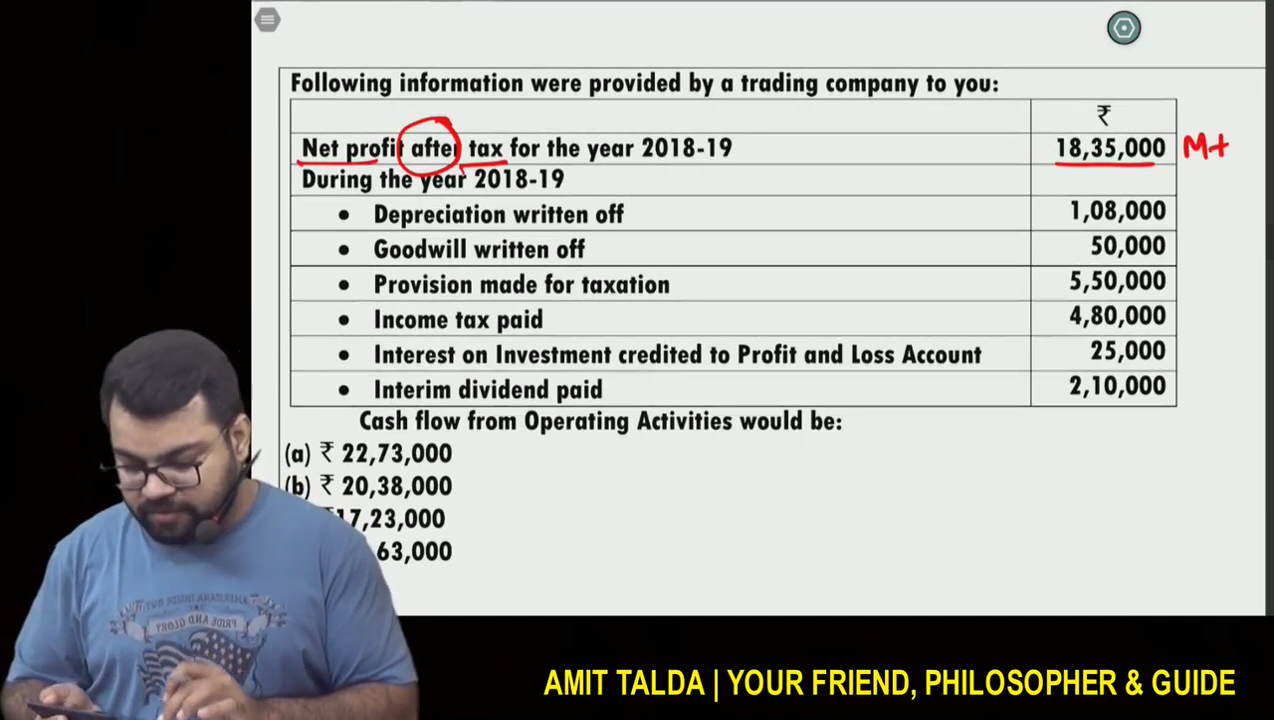 Following information were provided by a trading company to you:
₹
Net profit after tax for the year 2018-19 18,35,000 M+
During the year 2018-19
• Depreciation written off 1,08,000
• Goodwill written off 50,000
• Provision made for taxation 5,50,000
• Income tax paid 4,80,000
• Interest on Investment credited to Profit and Loss Account 25,000
• Interim dividend paid 2,10,000
Cash flow from Operating Activities would be:
(a) ₹ 22,73,000
(b) ₹ 20,38,000
₹17,23,000
63,000
PRIDE AND GLORY
AMIT TALDA | YOUR FRIEND, PHILOSOPHER & GUIDE